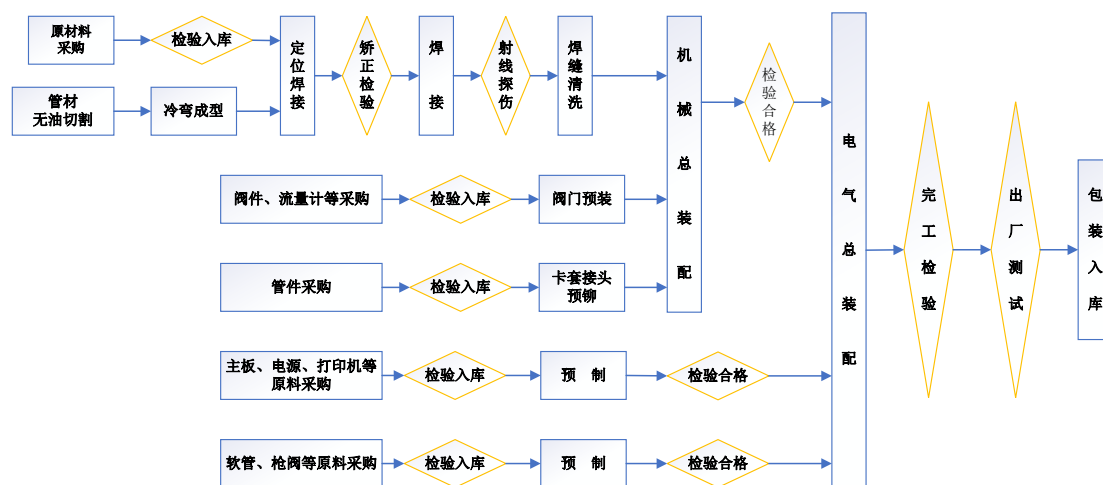 原材料
采购
检验入库
定位焊接
矫正检验
焊 接
射线探伤
焊缝清洗
机械总装配
检验合格
电气总装配
完工检验
出厂测试
包装入库
管材
无油切割
冷弯成型
阀件、流量计等采购
检验入库
阀门预装
管件采购
检验入库
卡套接头
预铆
主板、电源、打印机等
原料采购
检验入库
预 制
检验合格
软管、枪阀等原料采购
检验入库
预 制
检验合格